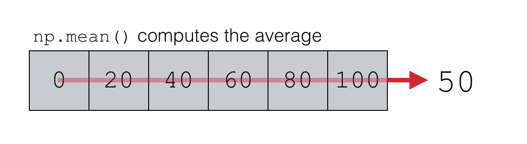 np.mean() computes the average
0 20 40 60 80 100 50